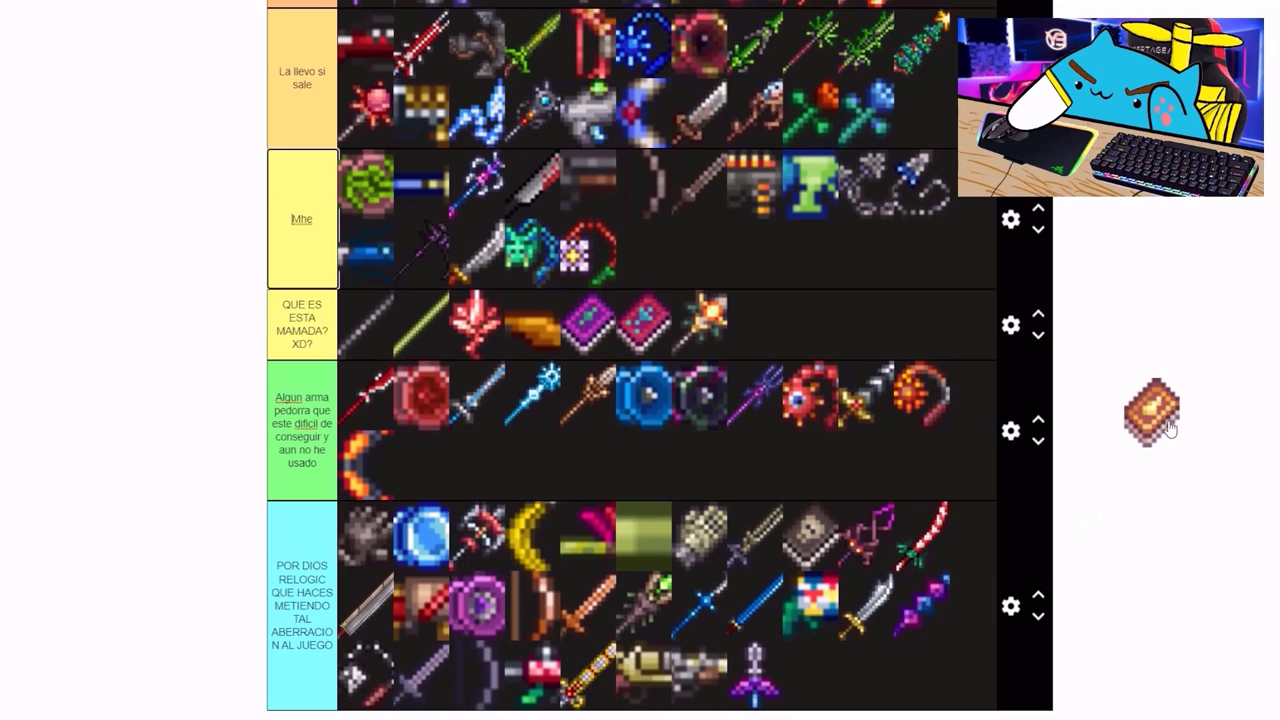 La llevo si
sale
Mhe
QUE ES
ESTA
MAMADA?
XD?
Algun arma
pedorra que
este dificil de
conseguir y
aun no he
usado
POR DIOS
RELOGIC
QUE HACES
METIENDO
TAL
ABERRACIO
N AL JUEGO